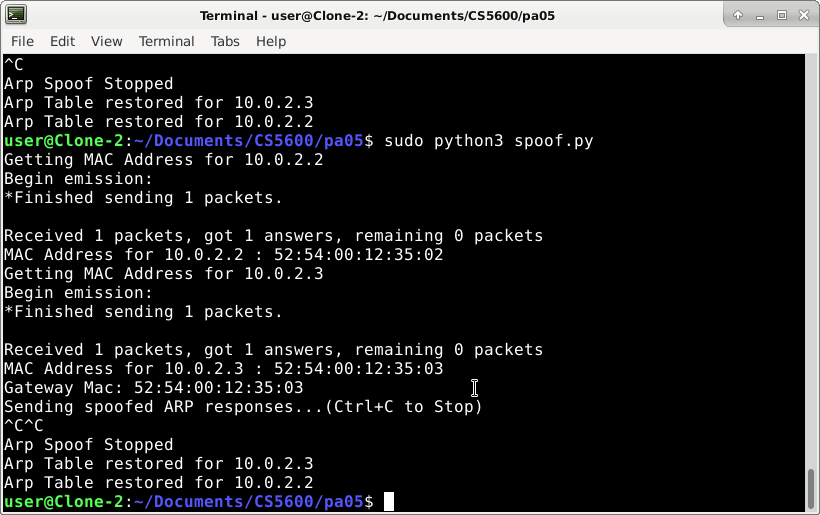 Terminal - user@Clone-2: ~/Documents/CS5600/pa05
File Edit View Terminal Tabs Help
^C
Arp Spoof Stopped
Arp Table restored for 10.0.2.3
Arp Table restored for 10.0.2.2
user@Clone-2:~/Documents/CS5600/pa05$ sudo python3 spoof.py
Getting MAC Address for 10.0.2.2
Begin emission:
*Finished sending 1 packets.

Received 1 packets, got 1 answers, remaining 0 packets
MAC Address for 10.0.2.2 : 52:54:00:12:35:02
Getting MAC Address for 10.0.2.3
Begin emission:
*Finished sending 1 packets.

Received 1 packets, got 1 answers, remaining 0 packets
MAC Address for 10.0.2.3 : 52:54:00:12:35:03
Gateway Mac: 52:54:00:12:35:03
Sending spoofed ARP responses...(Ctrl+C to Stop)
^C^C
Arp Spoof Stopped
Arp Table restored for 10.0.2.3
Arp Table restored for 10.0.2.2
user@Clone-2:~/Documents/CS5600/pa05$